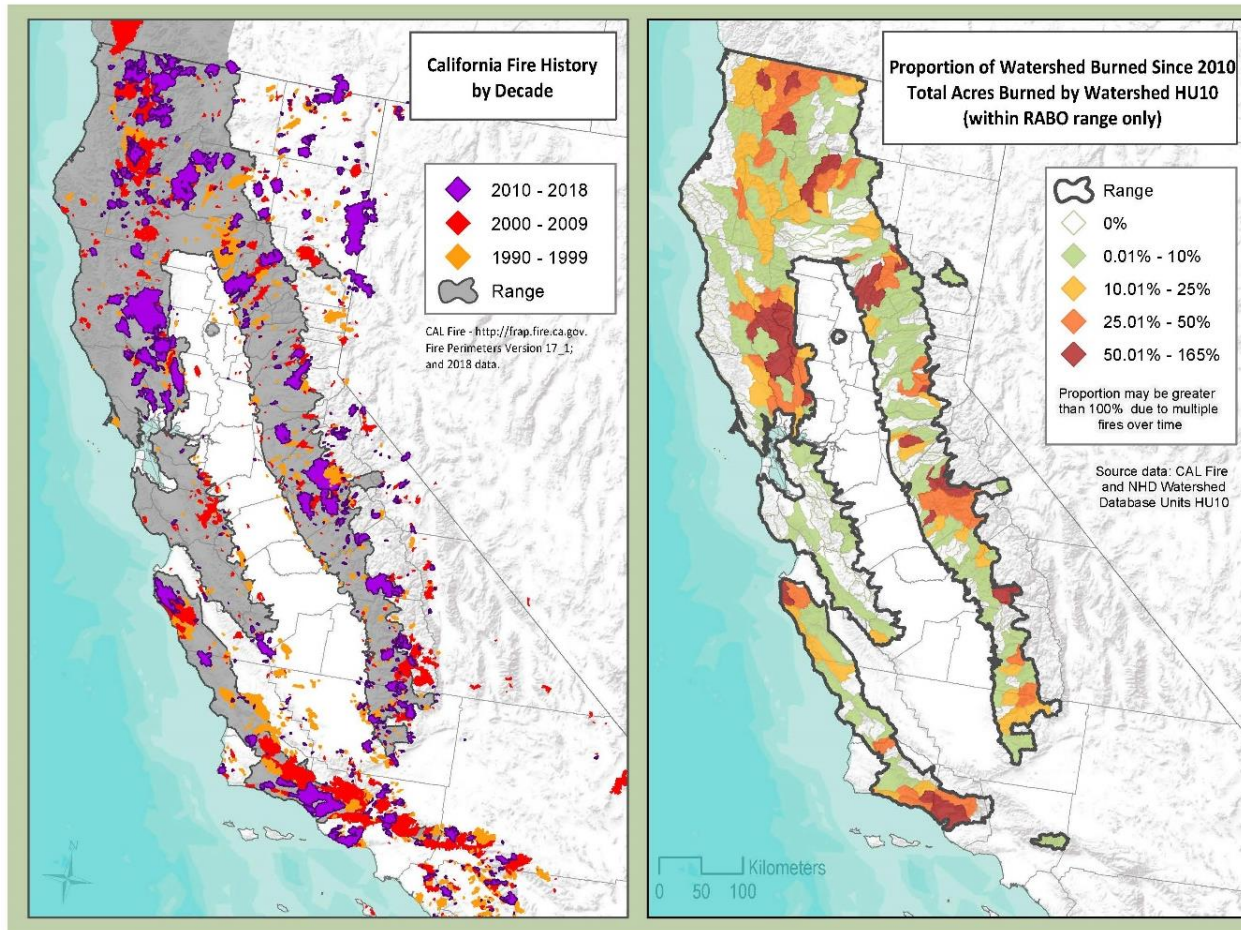 California Fire History
by Decade
2010 - 2018
2000 - 2009
1990 - 1999
Range
CAL Fire - http://frap.fire.ca.gov.
Fire Perimeters Version 17_1;
and 2018 data.
N
Proportion of Watershed Burned Since 2010
Total Acres Burned by Watershed HU10
(within RABO range only)
Range
0%
0.01% - 10%
10.01% - 25%
25.01% - 50%
50.01% - 165%
Proportion may be greater
than 100% due to multiple
fires over time
Source data: CAL Fire
and NHD Watershed
Database Units HU10
Kilometers
0 50 100